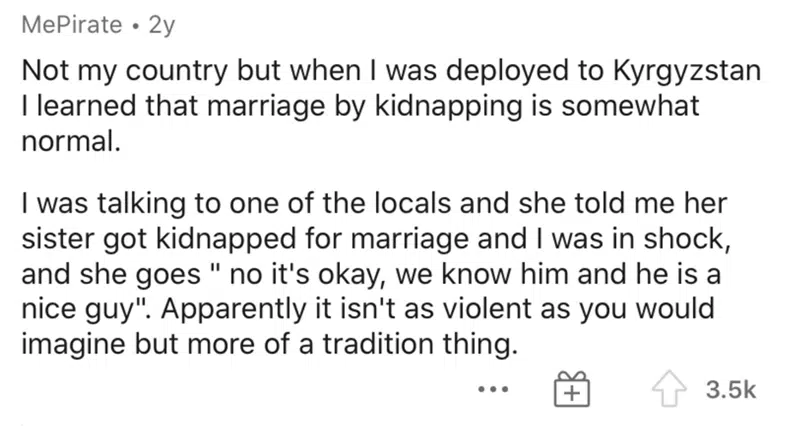 MePirate • 2y
Not my country but when I was deployed to Kyrgyzstan
I learned that marriage by kidnapping is somewhat
normal.
I was talking to one of the locals and she told me her
sister got kidnapped for marriage and I was in shock,
and she goes " no it's okay, we know him and he is a
nice guy". Apparently it isn't as violent as you would
imagine but more of a tradition thing.
3.5k